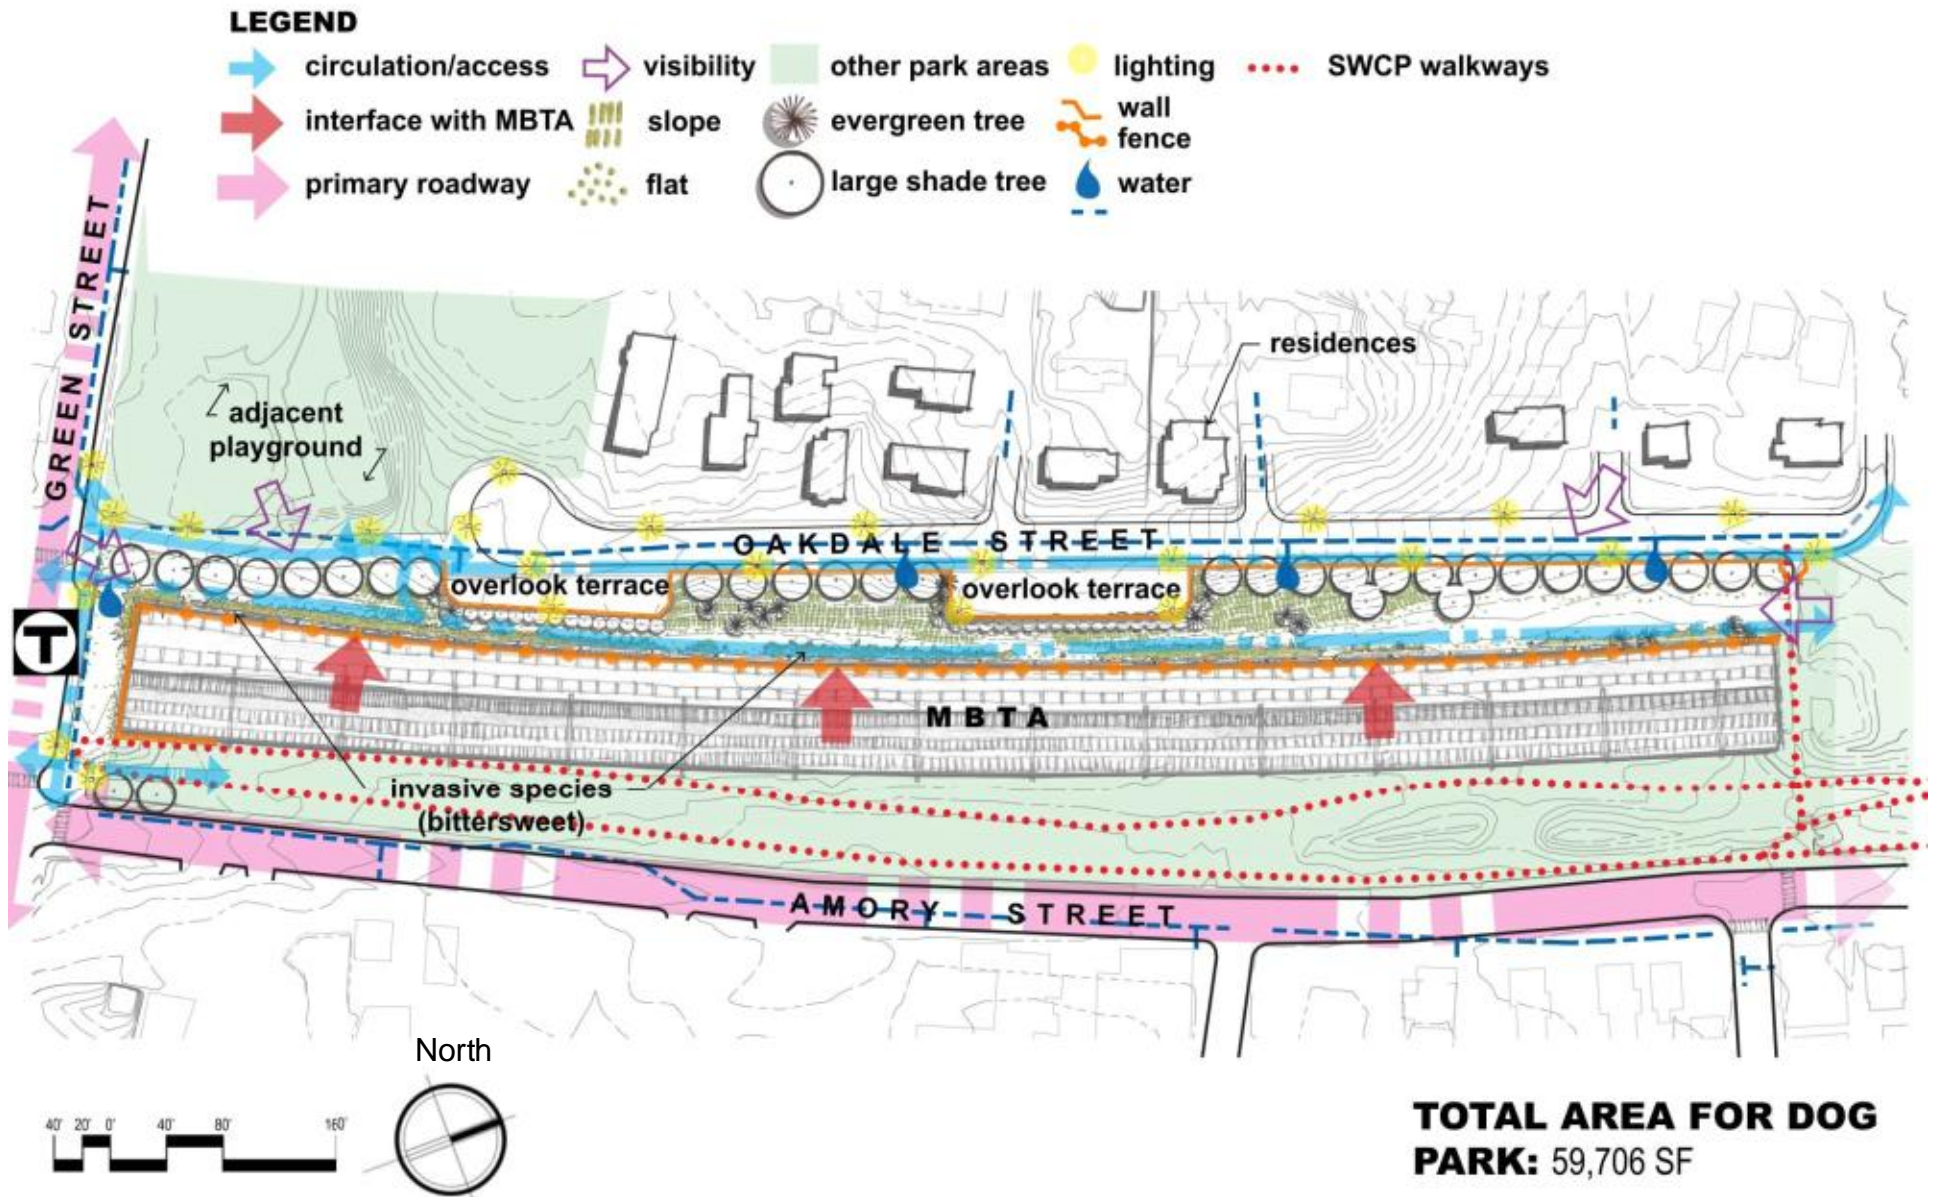 LEGEND
circulation/access
visibility
other park areas
lighting
SWCP walkways
interface with MBTA
slope
evergreen tree
wall
fence
primary roadway
flat
large shade tree
water
GREEN STREET
residences
adjacent
playground
OAKDALE STREET
overlook terrace
overlook terrace
T
MBTA
invasive species
(bittersweet)
AMORY STREET
North
40' 20' 0' 40' 80' 160'
TOTAL AREA FOR DOG
PARK: 59,706 SF